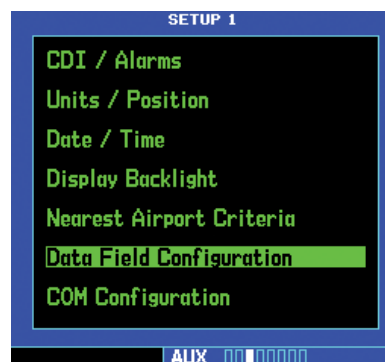 SETUP 1
CDI / Alarms
Units / Position
Date / Time
Display Backlight
Nearest Airport Criteria
Data Field Configuration
COM Configuration
AUX